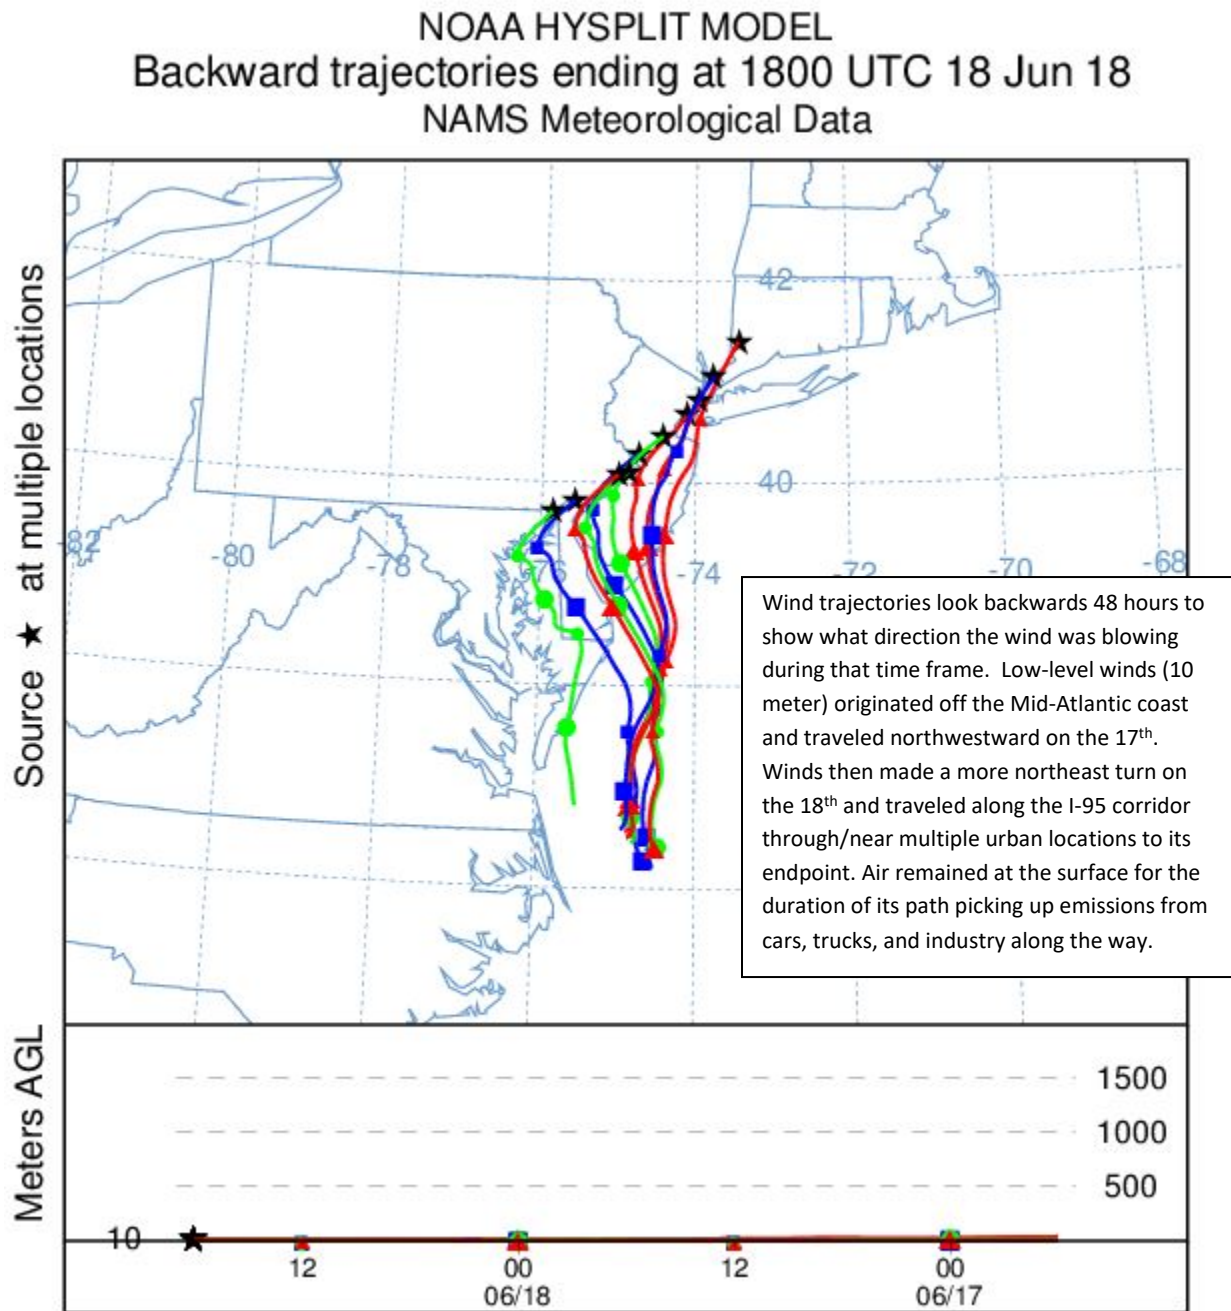 NOAA HYSPLIT MODEL
Backward trajectories ending at 1800 UTC 18 Jun 18
NAMS Meteorological Data
Source ★ at multiple locations
42
40
-82
-80
-78
-76
-74
-72
-70
-68
Wind trajectories look backwards 48 hours to
show what direction the wind was blowing
during that time frame. Low-level winds (10
meter) originated off the Mid-Atlantic coast
and traveled northwestward on the 17th.
Winds then made a more northeast turn on
the 18th and traveled along the I-95 corridor
through/near multiple urban locations to its
endpoint. Air remained at the surface for the
duration of its path picking up emissions from
cars, trucks, and industry along the way.
Meters AGL
1500
1000
500
10
12 00 12 00
06/18 06/17